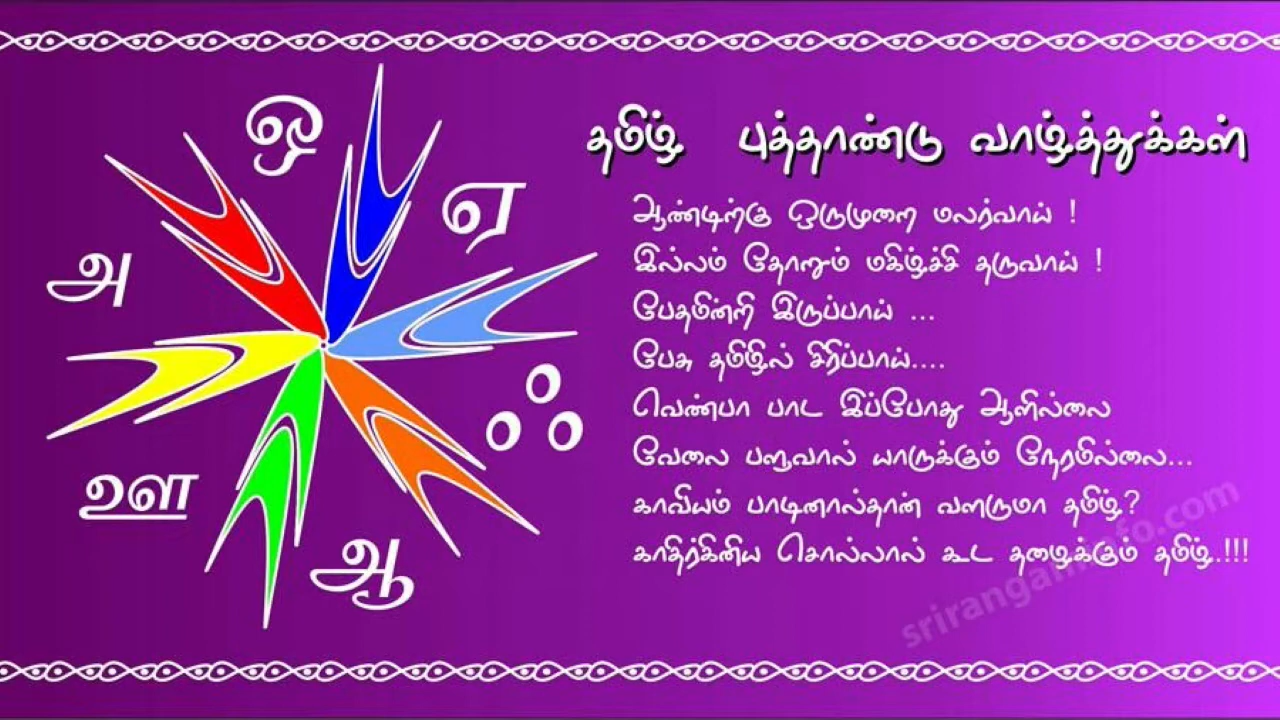 தமிழ் புத்தாண்டு வாழ்த்துக்கள்
ஆண்டிற்கு ஒருமுறை மலர்வாய் !
இல்லம் தோறும் மகிழ்ச்சி தருவாய் !
பேதமின்றி இருப்பாய் ...
பேசு தமிழில் சிரிப்பாய்....
வெண்பா பாட இப்போது ஆளில்லை
வேலை பளுவால் யாருக்கும் நேரமில்லை...
காவியம் பாடினால்தான் வளருமா தமிழ்?
காதிர்கினிய சொல்லால் கூட தழைக்கும் தமிழ்..!!!
ஒ
ஏ
அ
ஃ
ஊ
ஆ
sriranganinfo.com